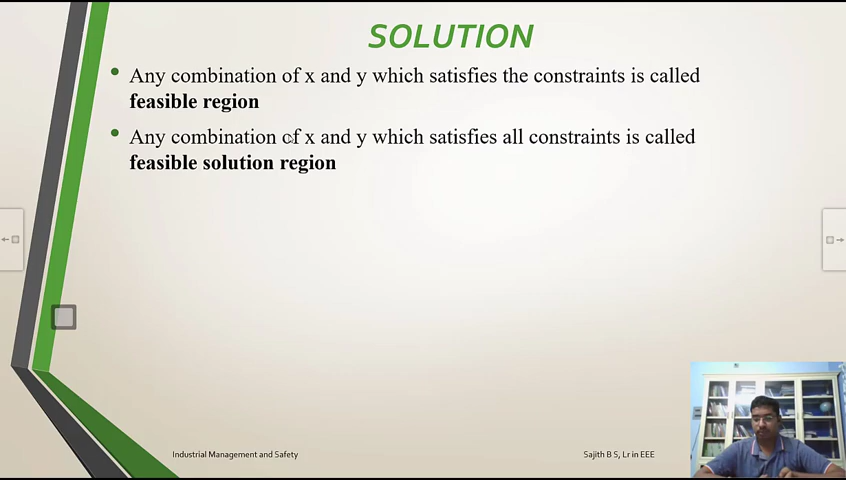 SOLUTION
• Any combination of x and y which satisfies the constraints is called
feasible region
• Any combination of x and y which satisfies all constraints is called
feasible solution region
Industrial Management and Safety
Sajith B S, Lr in EEE